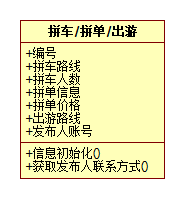 拼车/拼单/出游
+编号
+拼车路线
+拼车人数
+拼单信息
+拼单价格
+出游路线
+发布人账号
+信息初始化()
+获取发布人联系方式()